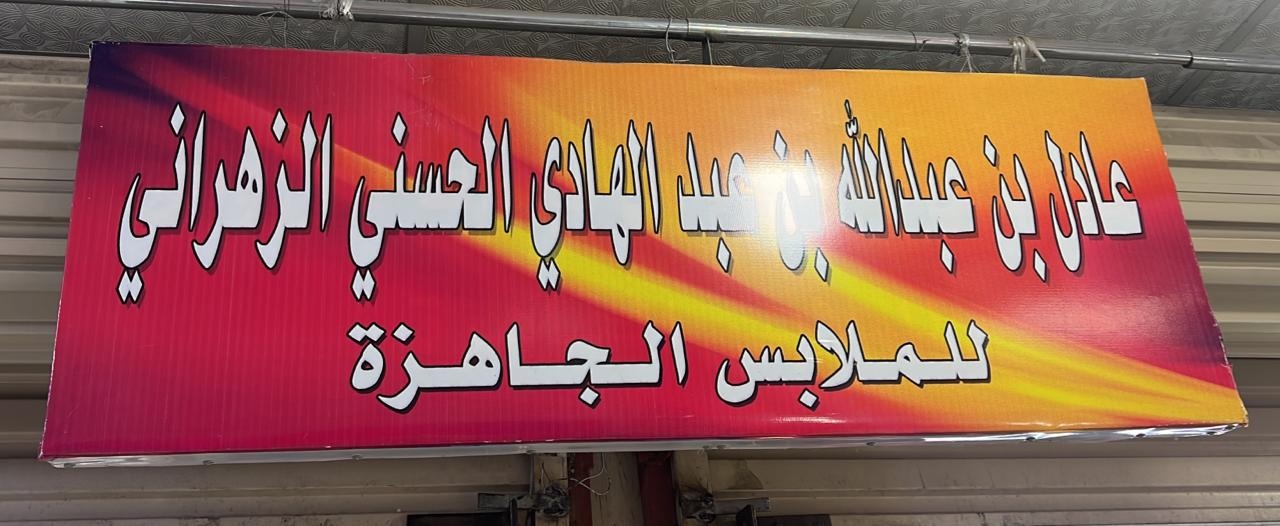 عادل بن عبدالله بن عبد الهادي الحسني الزهراني
للملابس الجاهزة